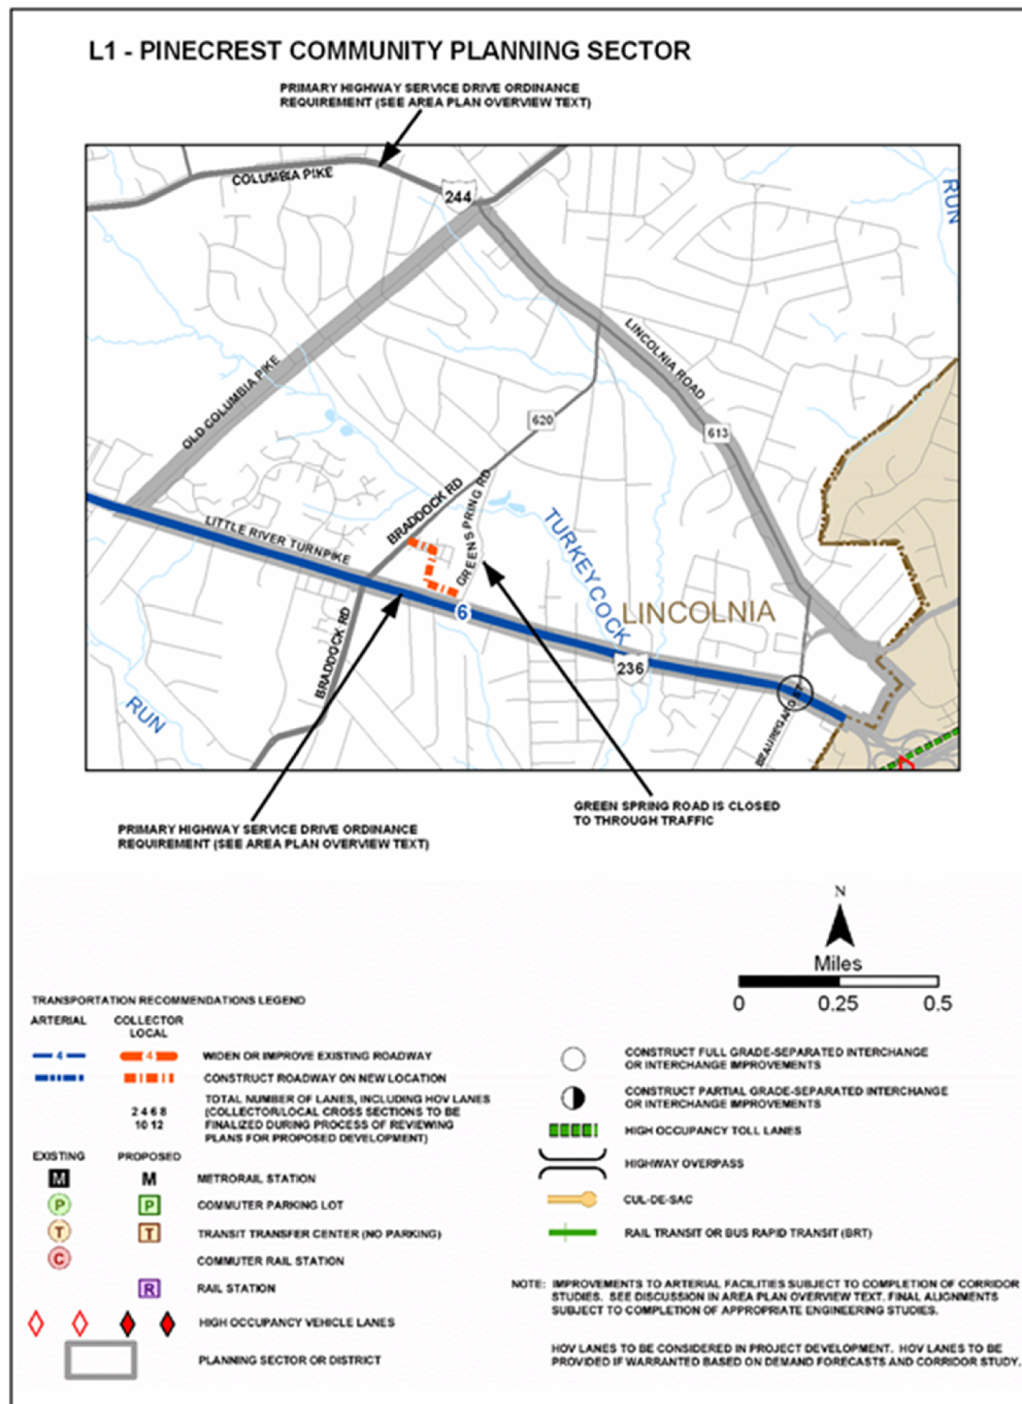 L1 - PINECREST COMMUNITY PLANNING SECTOR
PRIMARY HIGHWAY SERVICE DRIVE ORDINANCE
REQUIREMENT (SEE AREA PLAN OVERVIEW TEXT)
COLUMBIA PIKE
244
RUN
OLD COLUMBIA PIKE
LINCOLNIA ROAD
620
613
BRADDOCK RD
GREEN SPRING RD
LITTLE RIVER TURNPIKE
TURKEYCOCK
LINCOLNIA
6
236
BRADDOCK RD
RUN
BEAUREGARD ST
GREEN SPRING ROAD IS CLOSED
TO THROUGH TRAFFIC
PRIMARY HIGHWAY SERVICE DRIVE ORDINANCE
REQUIREMENT (SEE AREA PLAN OVERVIEW TEXT)
N
Miles
0 0.25 0.5
TRANSPORTATION RECOMMENDATIONS LEGEND
ARTERIAL
COLLECTOR
LOCAL
4 4 WIDEN OR IMPROVE EXISTING ROADWAY
CONSTRUCT ROADWAY ON NEW LOCATION
2 4 6 8
10 12
TOTAL NUMBER OF LANES, INCLUDING HOV LANES
(COLLECTOR/LOCAL CROSS SECTIONS TO BE
FINALIZED DURING PROCESS OF REVIEWING
PLANS FOR PROPOSED DEVELOPMENT)
EXISTING PROPOSED
M M METRORAIL STATION
P P COMMUTER PARKING LOT
T T TRANSIT TRANSFER CENTER (NO PARKING)
C COMMUTER RAIL STATION
R RAIL STATION
HIGH OCCUPANCY VEHICLE LANES
PLANNING SECTOR OR DISTRICT
CONSTRUCT FULL GRADE-SEPARATED INTERCHANGE
OR INTERCHANGE IMPROVEMENTS
CONSTRUCT PARTIAL GRADE-SEPARATED INTERCHANGE
OR INTERCHANGE IMPROVEMENTS
HIGH OCCUPANCY TOLL LANES
HIGHWAY OVERPASS
CUL-DE-SAC
RAIL TRANSIT OR BUS RAPID TRANSIT (BRT)
NOTE: IMPROVEMENTS TO ARTERIAL FACILITIES SUBJECT TO COMPLETION OF CORRIDOR
STUDIES. SEE DISCUSSION IN AREA PLAN OVERVIEW TEXT. FINAL ALIGNMENTS
SUBJECT TO COMPLETION OF APPROPRIATE ENGINEERING STUDIES.
HOV LANES TO BE CONSIDERED IN PROJECT DEVELOPMENT. HOV LANES TO BE
PROVIDED IF WARRANTED BASED ON DEMAND FORECASTS AND CORRIDOR STUDY.